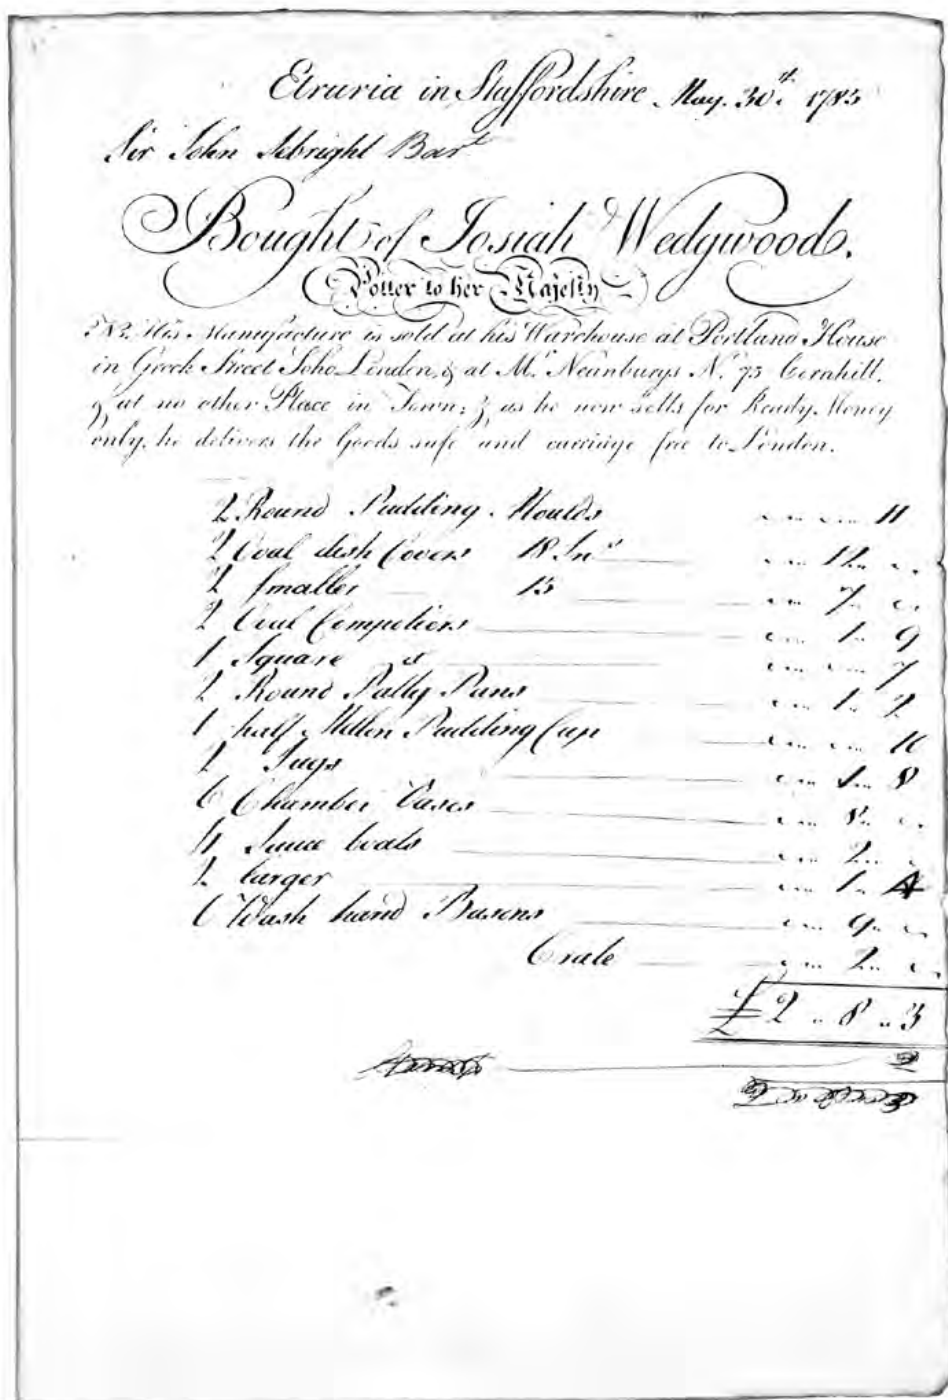 Etruria in Staffordshire May. 30th. 1783
Sir John Sebright Bart
Bought of Josiah Wedgwood.
Potter to her Majesty
NB. His Manufacture is sold at his Warehouse at Portland House
in Greek Street Soho London, & at Mr. Neanburys No. 75 Cornhill.
& at no other Place in Town; & as he now sells for Ready Money
only, he delivers the Goods safe and carriage free to London.
2 Round Pudding Moulds 11
2 Oval dish Covers 18 Ins 12
2 smaller 15 7
2 Oval Compotiers 1 9
1 Square do 7
2 Round Patty Pans 1 2
1 half Mellon Pudding Cup 10
2 Jugs 1 8
6 Chamber Vases 8
4 Sauce boats 2
2 larger 1 4
6 Wash hand Basons 9
Crate 2
£2 8 3